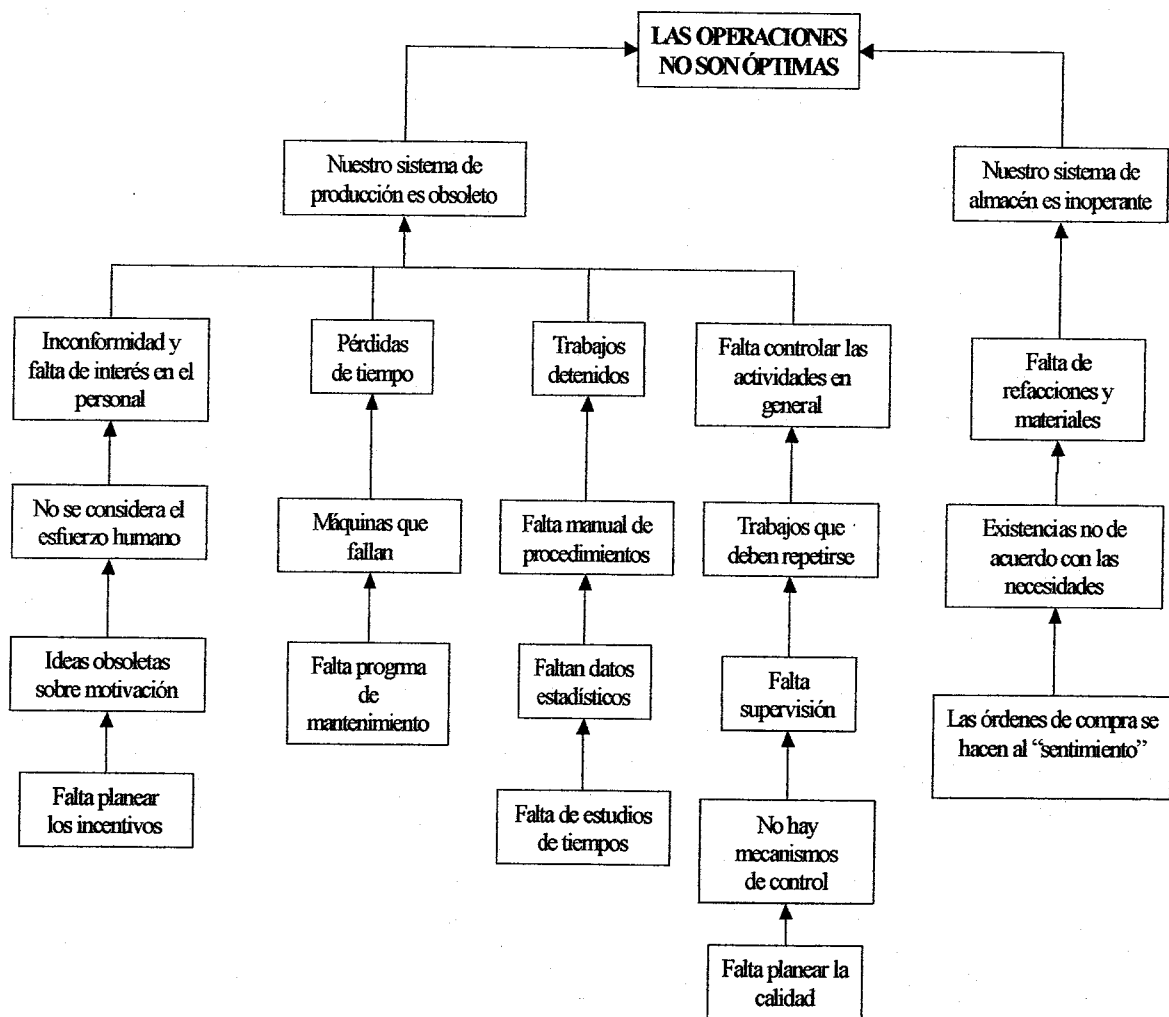 LAS OPERACIONES
NO SON ÓPTIMAS
Nuestro sistema de
producción es obsoleto
Nuestro sistema de
almacén es inoperante
Inconformidad y
falta de interés en el
personal
Pérdidas
de tiempo
Trabajos
detenidos
Falta controlar las
actividades en
general
Falta de
refacciones y
materiales
No se considera el
esfuerzo humano
Máquinas que
fallan
Falta manual de
procedimientos
Trabajos que
deben repetirse
Existencias no de
acuerdo con las
necesidades
Ideas obsoletas
sobre motivación
Falta progrma
de
mantenimiento
Faltan datos
estadísticos
Falta
supervisión
Las órdenes de compra se
hacen al “sentimiento”
Falta planear
los incentivos
Falta de estudios
de tiempos
No hay
mecanismos
de control
Falta planear la
calidad